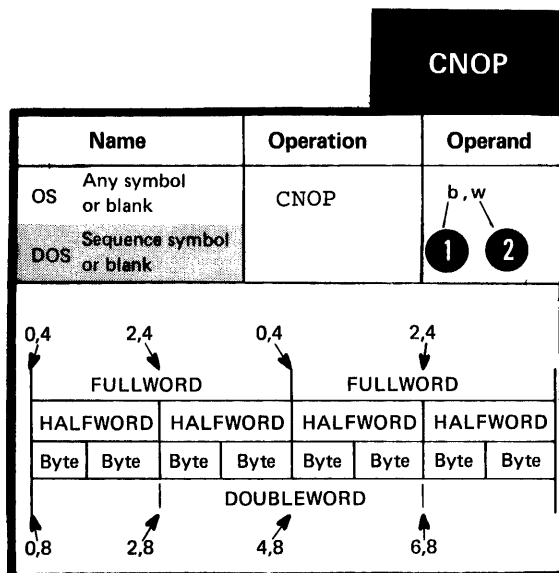 CNOP
Name Operation Operand
OS Any symbol or blank CNOP b,w
DOS Sequence symbol or blank 1 2
0,4 2,4 0,4 2,4
FULLWORD FULLWORD
HALFWORD HALFWORD HALFWORD HALFWORD
Byte Byte Byte Byte Byte Byte Byte Byte
DOUBLEWORD
0,8 2,8 4,8 6,8